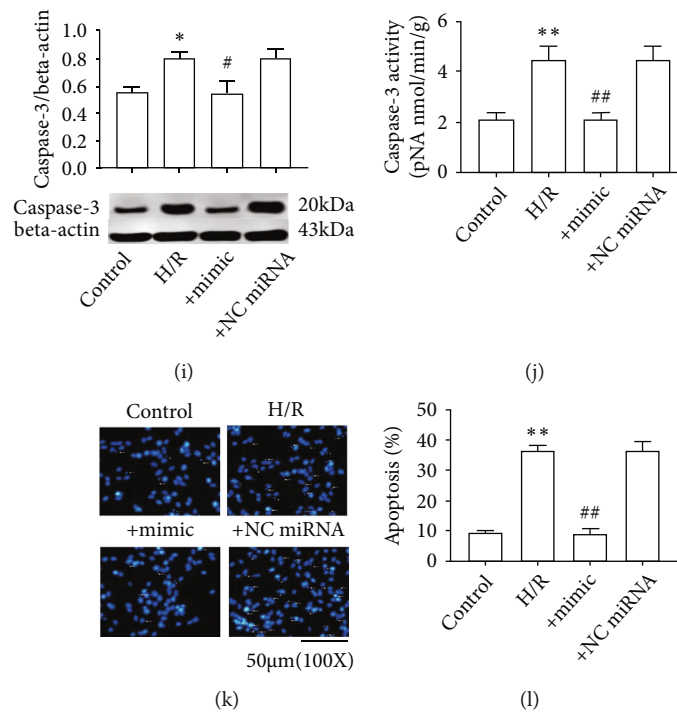 Caspase-3/beta-actin
1.0
0.8
0.6
0.4
0.2
0.0
*
#
Caspase-3
20kDa
beta-actin
43kDa
Control
H/R
+mimic
+NC miRNA
(i)
Caspase-3 activity
(pNA nmol/min/g)
6
4
2
0
**
##
Control
H/R
+mimic
+NC miRNA
(j)
Control
H/R
+mimic
+NC miRNA
50μm(100X)
(k)
Apoptosis (%)
50
40
30
20
10
0
**
##
Control
H/R
+mimic
+NC miRNA
(l)